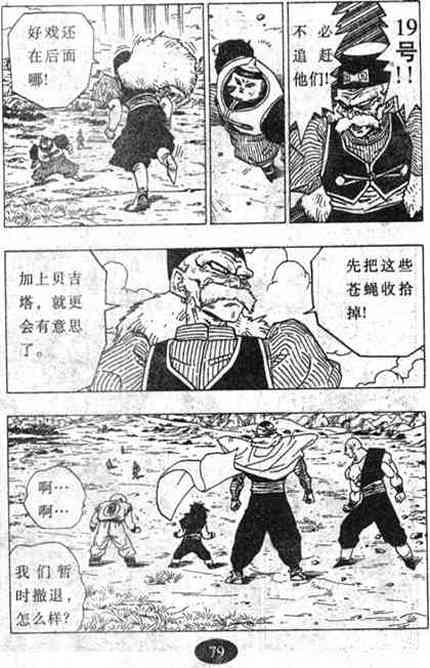 19号!!
不必
追赶
他们!
好戏还
在后面
哪!
先把这些
苍蝇收拾
掉!
加上贝吉
塔，就更
会有意思
了。
啊…
啊…
我们暂
时撤退，
怎么样?
79